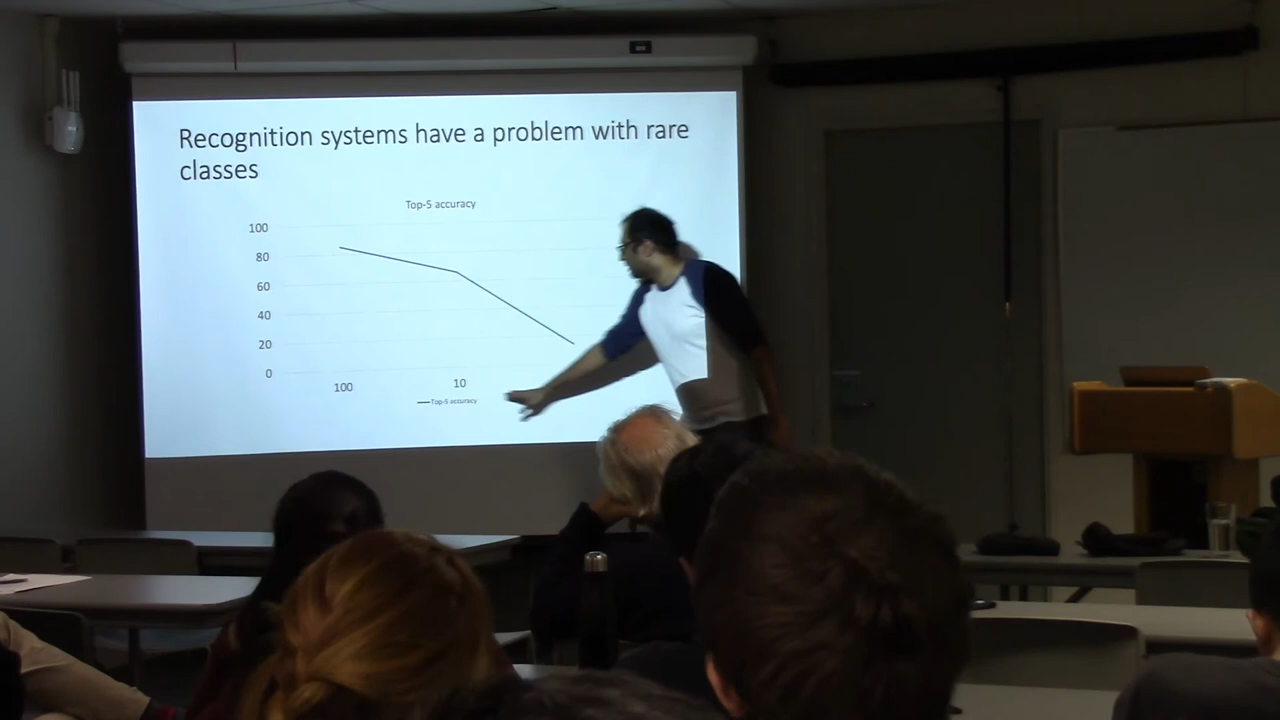 Recognition systems have a problem with rare
classes
Top-5 accuracy
100
80
60
40
20
0
100
10
Top-5 accuracy